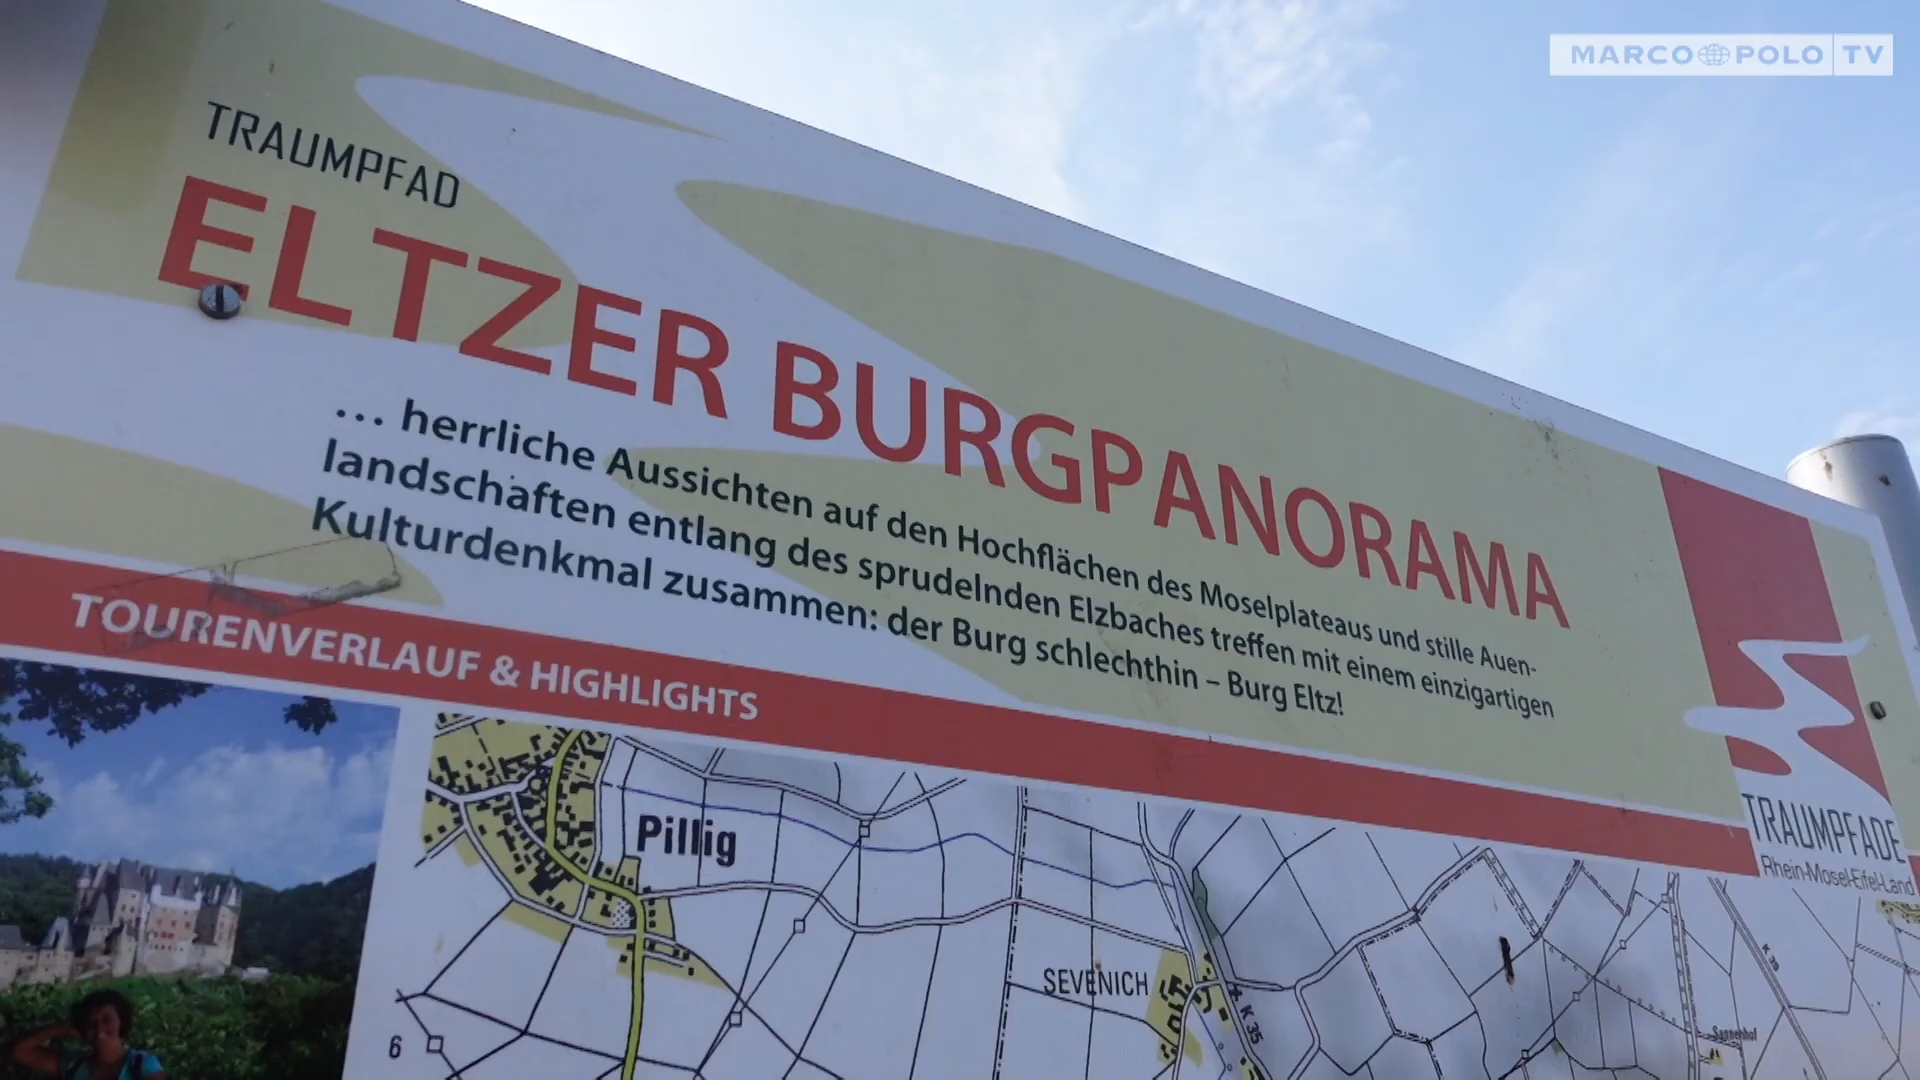 MARCO POLO TV
TRAUMPFAD
ELTZER BURGPANORAMA
... herrliche Aussichten auf den Hochflächen des Moselplateaus und stille Auen-
landschaften entlang des sprudelnden Elzbaches treffen mit einem einzigartigen
Kulturdenkmal zusammen: der Burg schlechthin – Burg Eltz!
TOURENVERLAUF & HIGHLIGHTS
TRAUMPFADE
Rhein-Mosel-Eifel-Land
Pillig
SEVENICH
K 35
K 39
Sannenhof
6